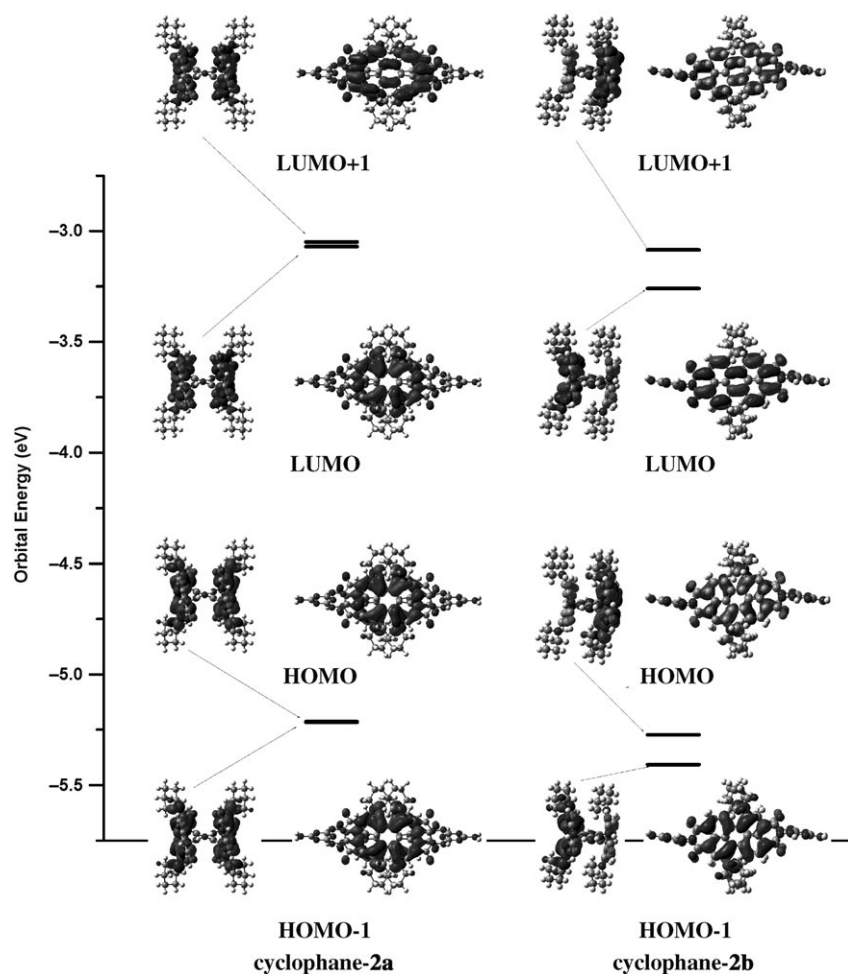 LUMO+1 LUMO+1
−3.0
−3.5
LUMO LUMO
−4.0
Orbital Energy (eV)
−4.5
HOMO HOMO
−5.0
−5.5
HOMO-1 HOMO-1
cyclophane-2a cyclophane-2b